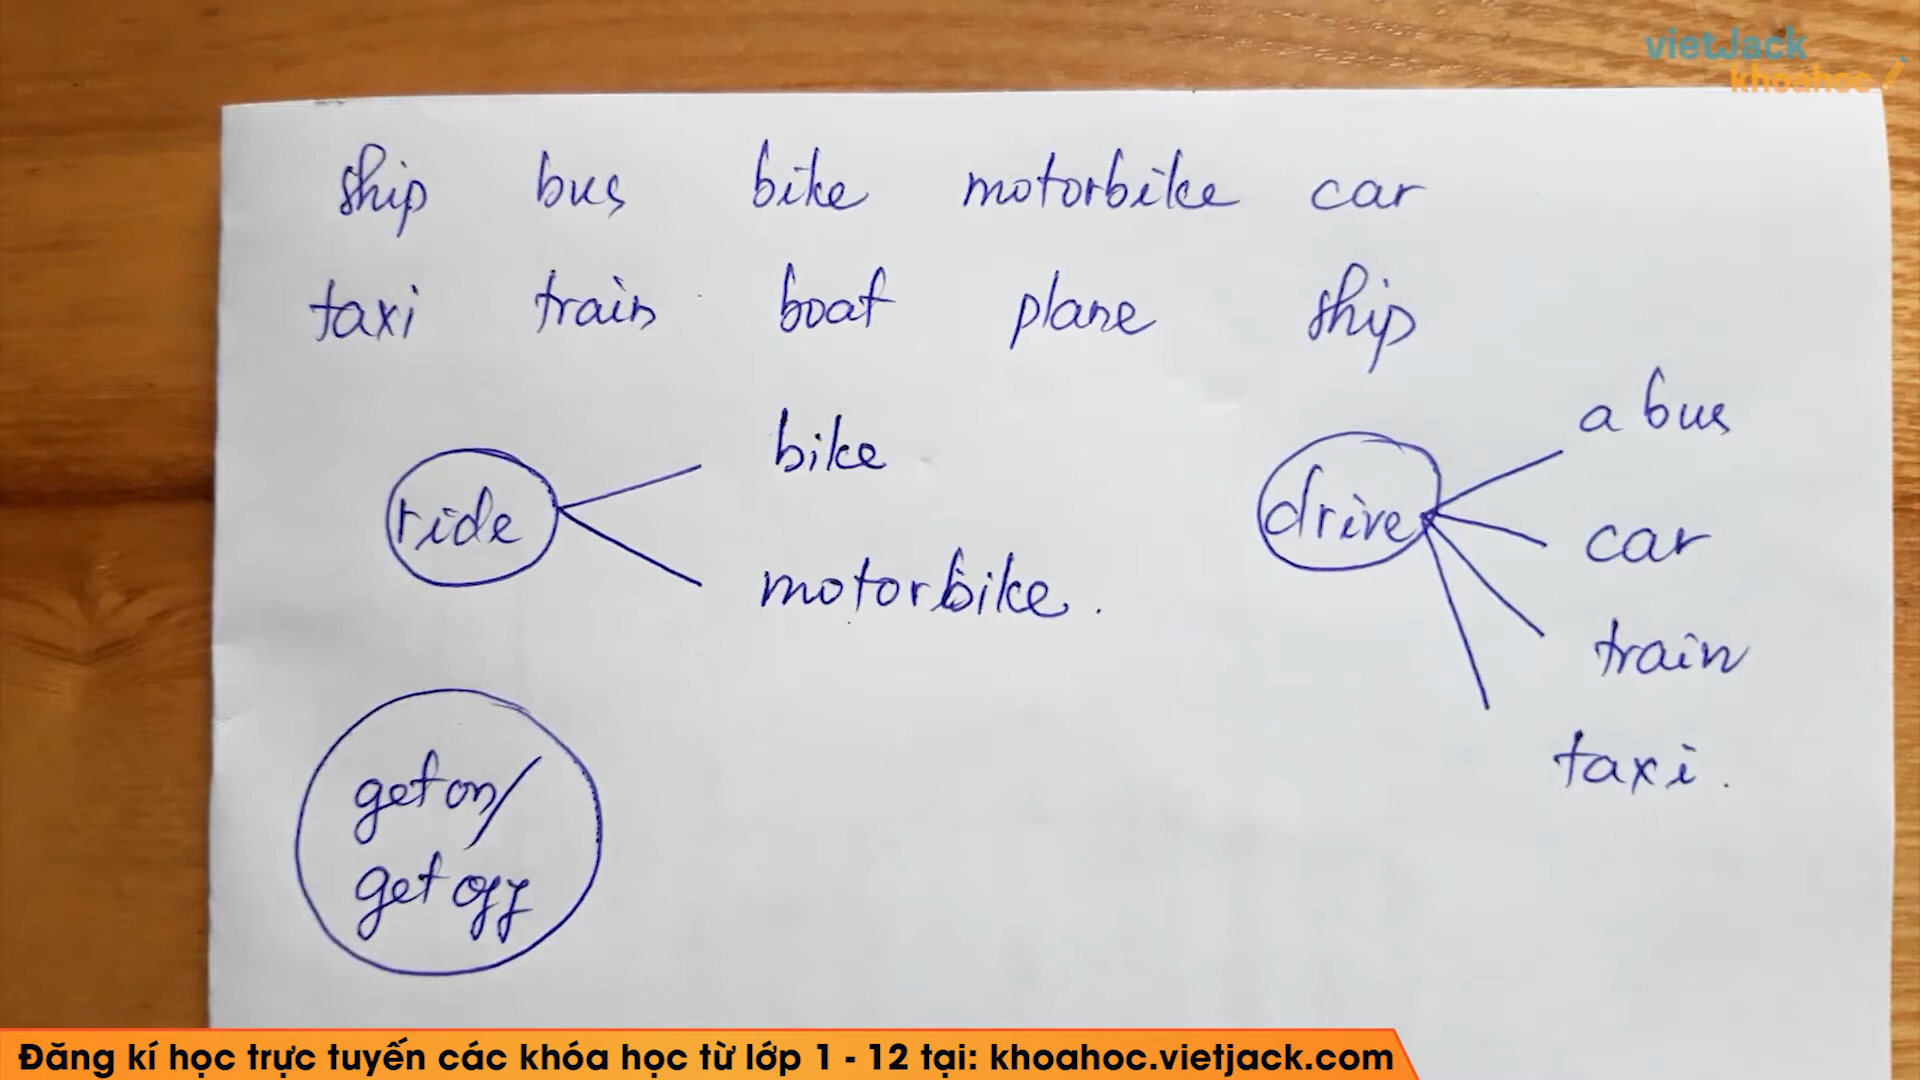 vietJack
khoahoc
ship bus bike motorbike car
taxi train boat plane ship
bike
motorbike.
ride
a bus
car
train
taxi.
drive
get on/
get off
Đăng kí học trực tuyến các khóa học từ lớp 1 - 12 tại: khoahoc.vietjack.com